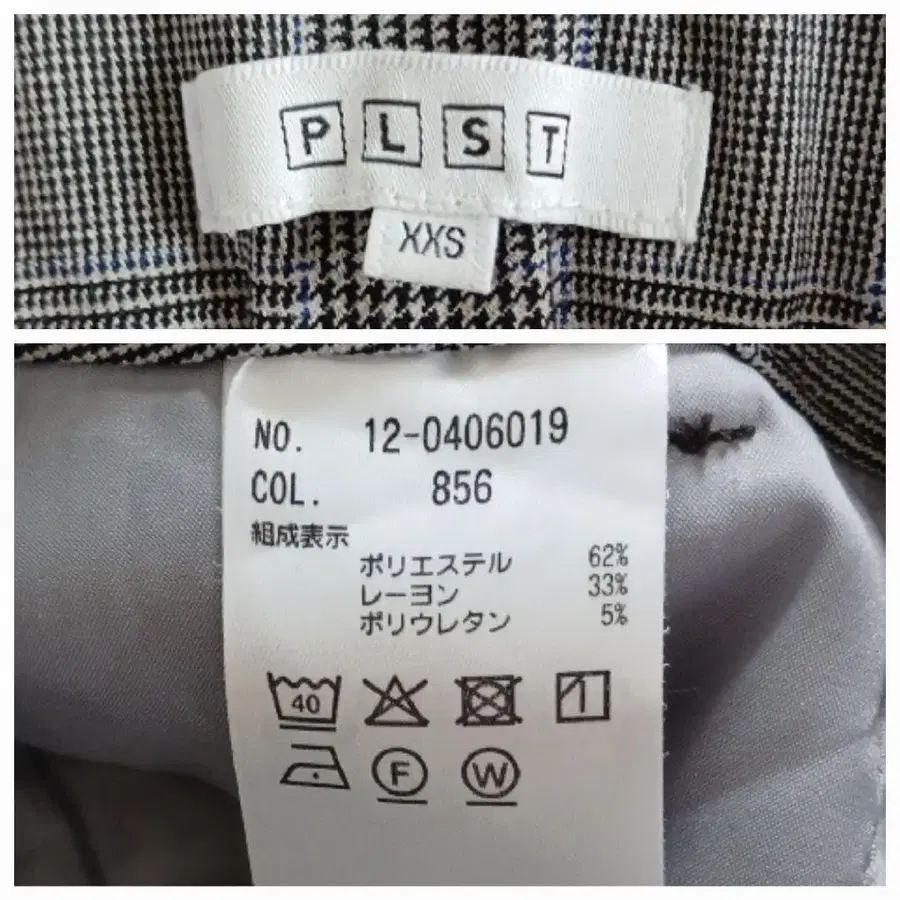 PLST
XXS
NO. 12-0406019
COL. 856
組成表示
ポリエステル 62%
レーヨン 33%
ポリウレタン 5%
40
F W